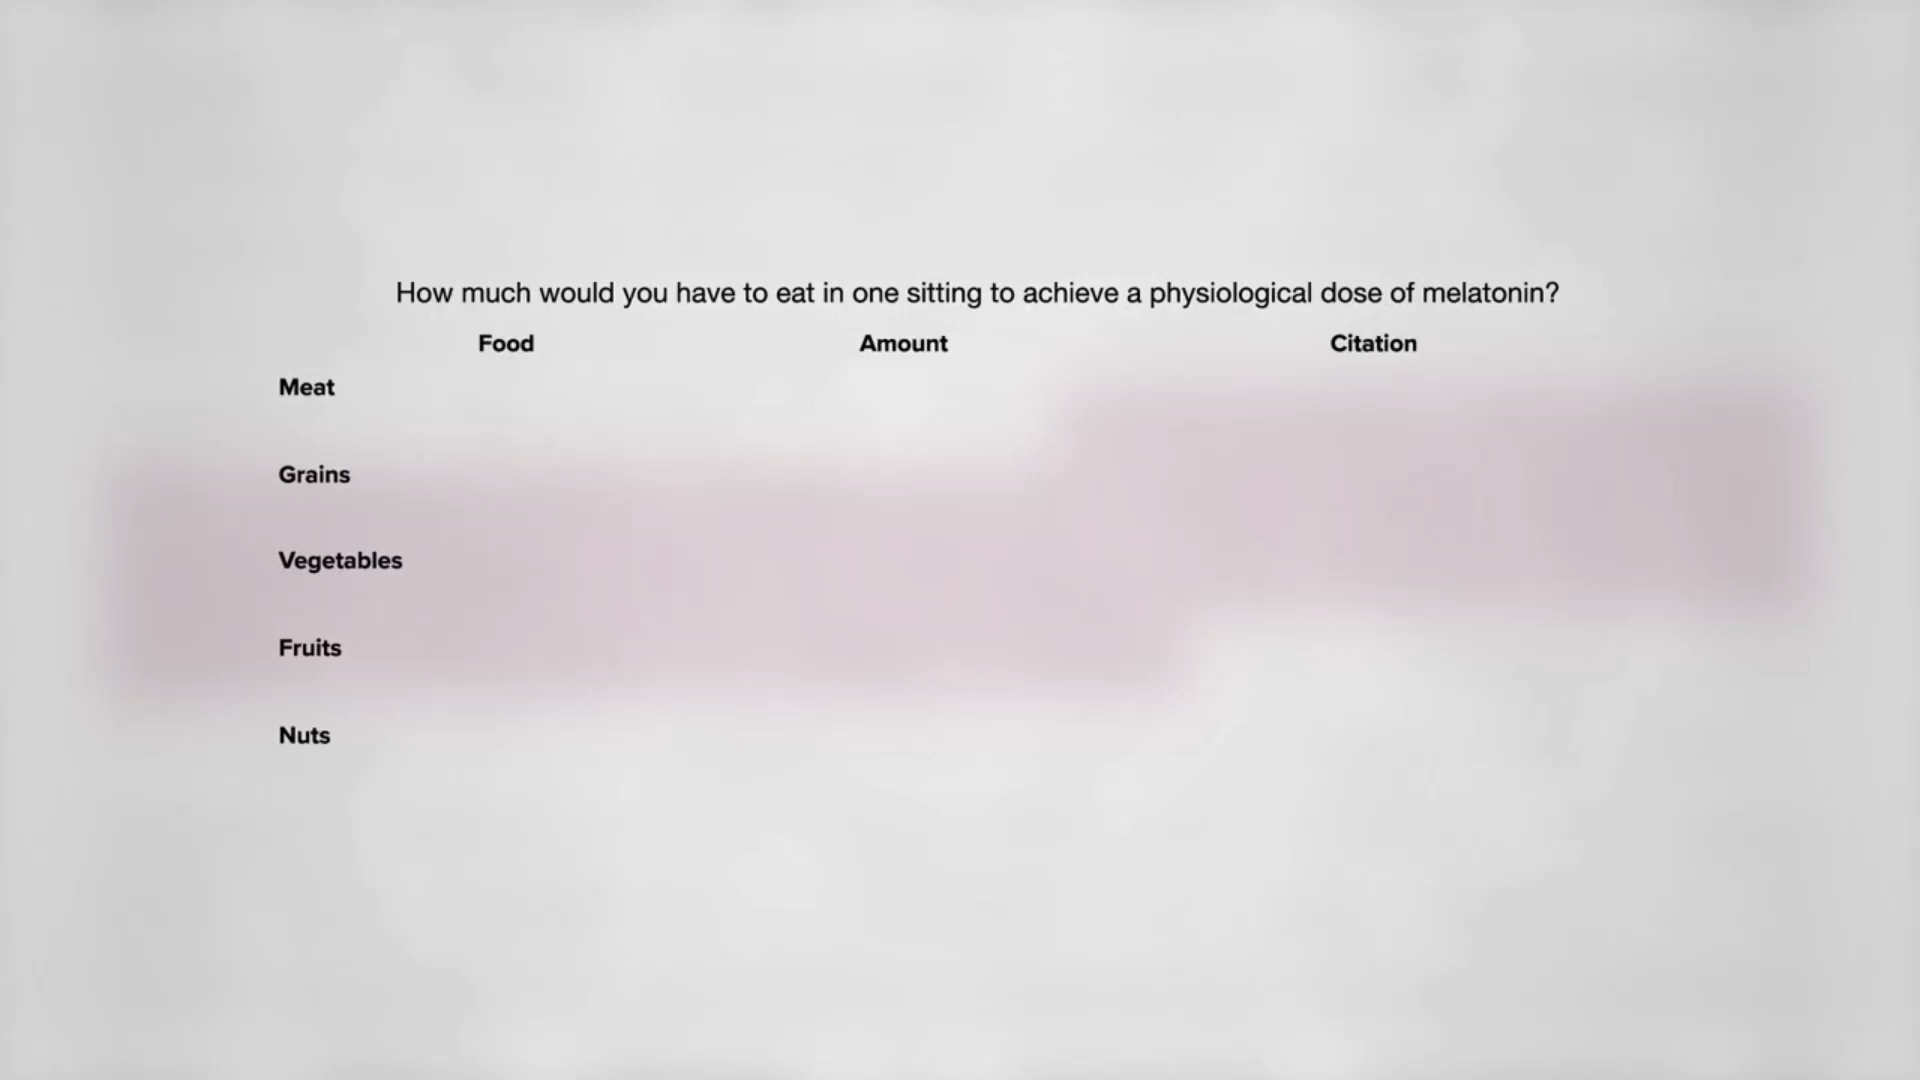 How much would you have to eat in one sitting to achieve a physiological dose of melatonin?
Food Amount Citation
Meat
Grains
Vegetables
Fruits
Nuts